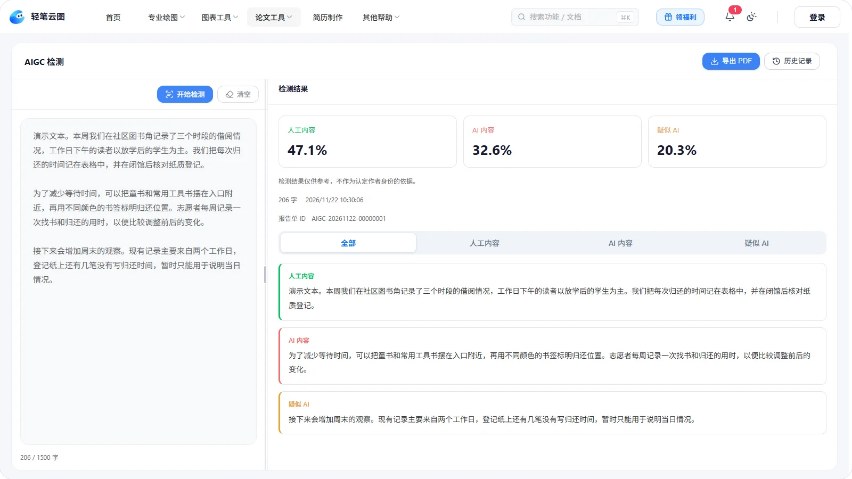 轻笔云图
首页
专业绘图
图表工具
论文工具
简历制作
其他帮助
搜索功能 / 文档
⌘K
领福利
1
登录
AIGC 检测
导出 PDF
历史记录
开始检测
清空
演示文本。本周我们在社区图书角记录了三个时段的借阅情
况，工作日下午的读者以放学后的学生为主。我们把每次归
还的时间记在表格中，并在闭馆后核对纸质登记。
为了减少等待时间，可以把童书和常用工具书摆在入口附
近，再用不同颜色的书签标明归还位置。志愿者每周记录一
次找书和归还的用时，以便比较调整前后的变化。
接下来会增加周末的观察。现有记录主要来自两个工作日，
登记纸上还有几笔没有写归还时间，暂时只能用于说明当日
情况。
206 / 1500 字
检测结果
人工内容
47.1%
AI 内容
32.6%
疑似 AI
20.3%
检测结果仅供参考，不作为认定作者身份的依据。
206 字 2026/11/22 10:30:06
报告单 ID AIGC-20261122-00000001
全部
人工内容
AI 内容
疑似 AI
人工内容
演示文本。本周我们在社区图书角记录了三个时段的借阅情况，工作日下午的读者以放学后的学生为主。我们把每次归还的时间记在表格中，并在闭馆后核对纸
质登记。
AI 内容
为了减少等待时间，可以把童书和常用工具书摆在入口附近，再用不同颜色的书签标明归还位置。志愿者每周记录一次找书和归还的用时，以便比较调整前后的
变化。
疑似 AI
接下来会增加周末的观察。现有记录主要来自两个工作日，登记纸上还有几笔没有写归还时间，暂时只能用于说明当日情况。